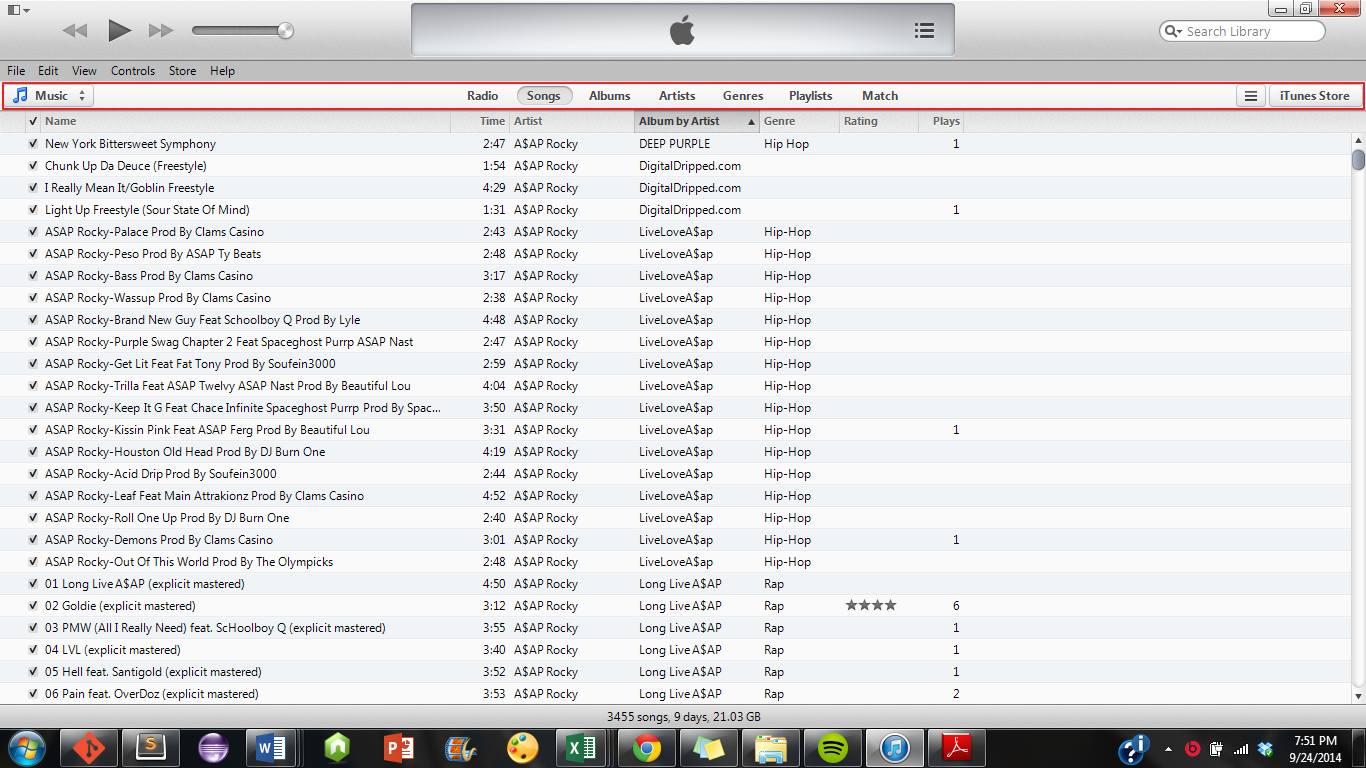 Search Library
File Edit View Controls Store Help
Music Radio Songs Albums Artists Genres Playlists Match iTunes Store
Name Time Artist Album by Artist Genre Rating Plays
New York Bittersweet Symphony 2:47 A$AP Rocky DEEP PURPLE Hip Hop 1
Chunk Up Da Deuce (Freestyle) 1:54 A$AP Rocky DigitalDripped.com
I Really Mean It/Goblin Freestyle 4:29 A$AP Rocky DigitalDripped.com
Light Up Freestyle (Sour State Of Mind) 1:31 A$AP Rocky DigitalDripped.com 1
ASAP Rocky-Palace Prod By Clams Casino 2:43 A$AP Rocky LiveLoveA$ap Hip-Hop
ASAP Rocky-Peso Prod By ASAP Ty Beats 2:48 A$AP Rocky LiveLoveA$ap Hip-Hop
ASAP Rocky-Bass Prod By Clams Casino 3:17 A$AP Rocky LiveLoveA$ap Hip-Hop
ASAP Rocky-Wassup Prod By Clams Casino 2:38 A$AP Rocky LiveLoveA$ap Hip-Hop
ASAP Rocky-Brand New Guy Feat Schoolboy Q Prod By Lyle 4:48 A$AP Rocky LiveLoveA$ap Hip-Hop
ASAP Rocky-Purple Swag Chapter 2 Feat Spaceghost Purrp ASAP Nast 2:47 A$AP Rocky LiveLoveA$ap Hip-Hop
ASAP Rocky-Get Lit Feat Fat Tony Prod By Soufein3000 2:59 A$AP Rocky LiveLoveA$ap Hip-Hop
ASAP Rocky-Trilla Feat ASAP Twelvy ASAP Nast Prod By Beautiful Lou 4:04 A$AP Rocky LiveLoveA$ap Hip-Hop
ASAP Rocky-Keep It G Feat Chace Infinite Spaceghost Purrp Prod By Spac... 3:50 A$AP Rocky LiveLoveA$ap Hip-Hop
ASAP Rocky-Kissin Pink Feat ASAP Ferg Prod By Beautiful Lou 3:31 A$AP Rocky LiveLoveA$ap Hip-Hop 1
ASAP Rocky-Houston Old Head Prod By DJ Burn One 4:19 A$AP Rocky LiveLoveA$ap Hip-Hop
ASAP Rocky-Acid Drip Prod By Soufein3000 2:44 A$AP Rocky LiveLoveA$ap Hip-Hop
ASAP Rocky-Leaf Feat Main Attrakionz Prod By Clams Casino 4:52 A$AP Rocky LiveLoveA$ap Hip-Hop
ASAP Rocky-Roll One Up Prod By DJ Burn One 2:40 A$AP Rocky LiveLoveA$ap Hip-Hop
ASAP Rocky-Demons Prod By Clams Casino 3:01 A$AP Rocky LiveLoveA$ap Hip-Hop 1
ASAP Rocky-Out Of This World Prod By The Olympicks 2:48 A$AP Rocky LiveLoveA$ap Hip-Hop
01 Long Live A$AP (explicit mastered) 4:50 A$AP Rocky Long Live A$AP Rap
02 Goldie (explicit mastered) 3:12 A$AP Rocky Long Live A$AP Rap ★★★★ 6
03 PMW (All I Really Need) feat. ScHoolboy Q (explicit mastered) 3:55 A$AP Rocky Long Live A$AP Rap 1
04 LVL (explicit mastered) 3:40 A$AP Rocky Long Live A$AP Rap 1
05 Hell feat. Santigold (explicit mastered) 3:52 A$AP Rocky Long Live A$AP Rap 1
06 Pain feat. OverDoz (explicit mastered) 3:53 A$AP Rocky Long Live A$AP Rap 2
3455 songs, 9 days, 21.03 GB
7:51 PM
9/24/2014